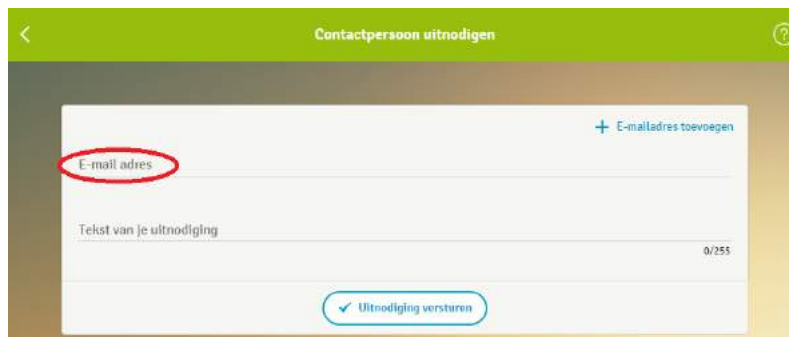 Contactpersoon uitnodigen
+ E-mailadres toevoegen
E-mail adres
Tekst van je uitnodiging
0/255
Uitnodiging versturen